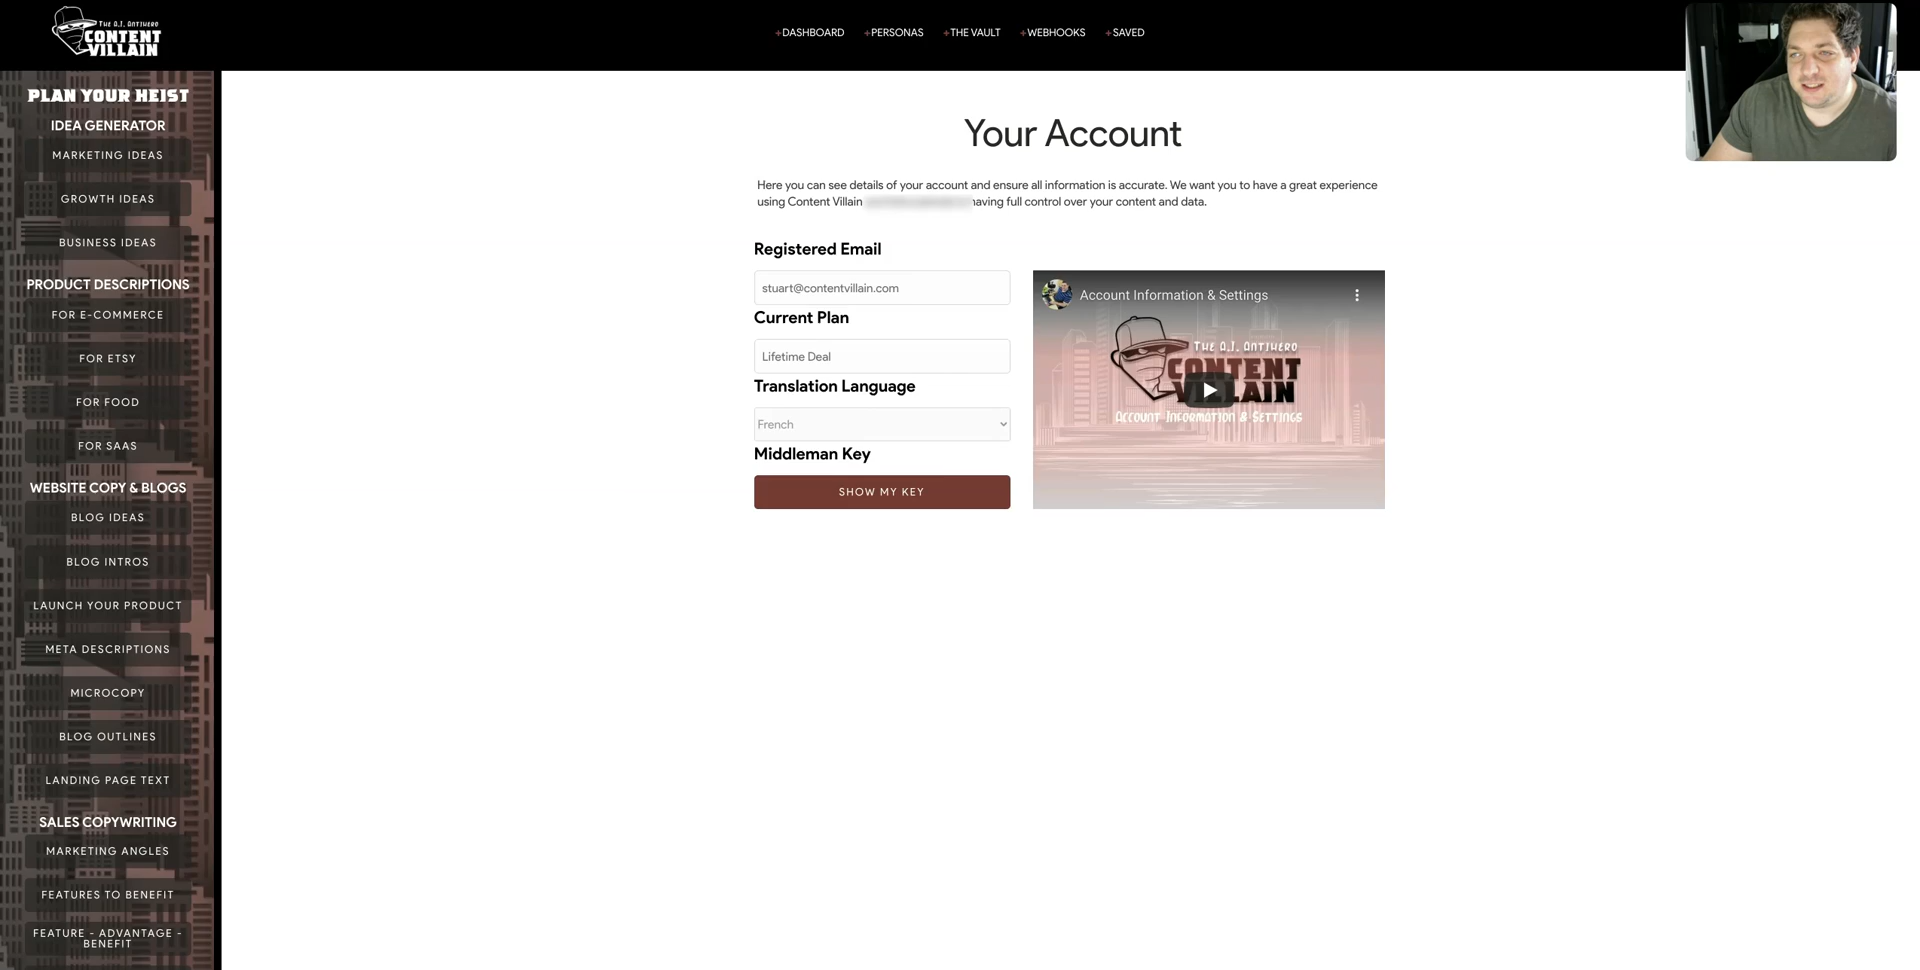 THE A.I. ANTIHERO
CONTENT
VILLAIN
+DASHBOARD
+PERSONAS
+THE VAULT
+WEBHOOKS
+SAVED
PLAN YOUR HEIST
IDEA GENERATOR
MARKETING IDEAS
GROWTH IDEAS
BUSINESS IDEAS
PRODUCT DESCRIPTIONS
FOR E-COMMERCE
FOR ETSY
FOR FOOD
FOR SAAS
WEBSITE COPY & BLOGS
BLOG IDEAS
BLOG INTROS
LAUNCH YOUR PRODUCT
META DESCRIPTIONS
MICROCOPY
BLOG OUTLINES
LANDING PAGE TEXT
SALES COPYWRITING
MARKETING ANGLES
FEATURES TO BENEFIT
FEATURE - ADVANTAGE -
BENEFIT
Your Account
Here you can see details of your account and ensure all information is accurate. We want you to have a great experience
using Content Villain having full control over your content and data.
Registered Email
stuart@contentvillain.com
Current Plan
Lifetime Deal
Translation Language
French
Middleman Key
SHOW MY KEY
Account Information & Settings
THE A.I. ANTIHERO
CONTENT
VILLAIN
ACCOUNT INFORMATION & SETTINGS